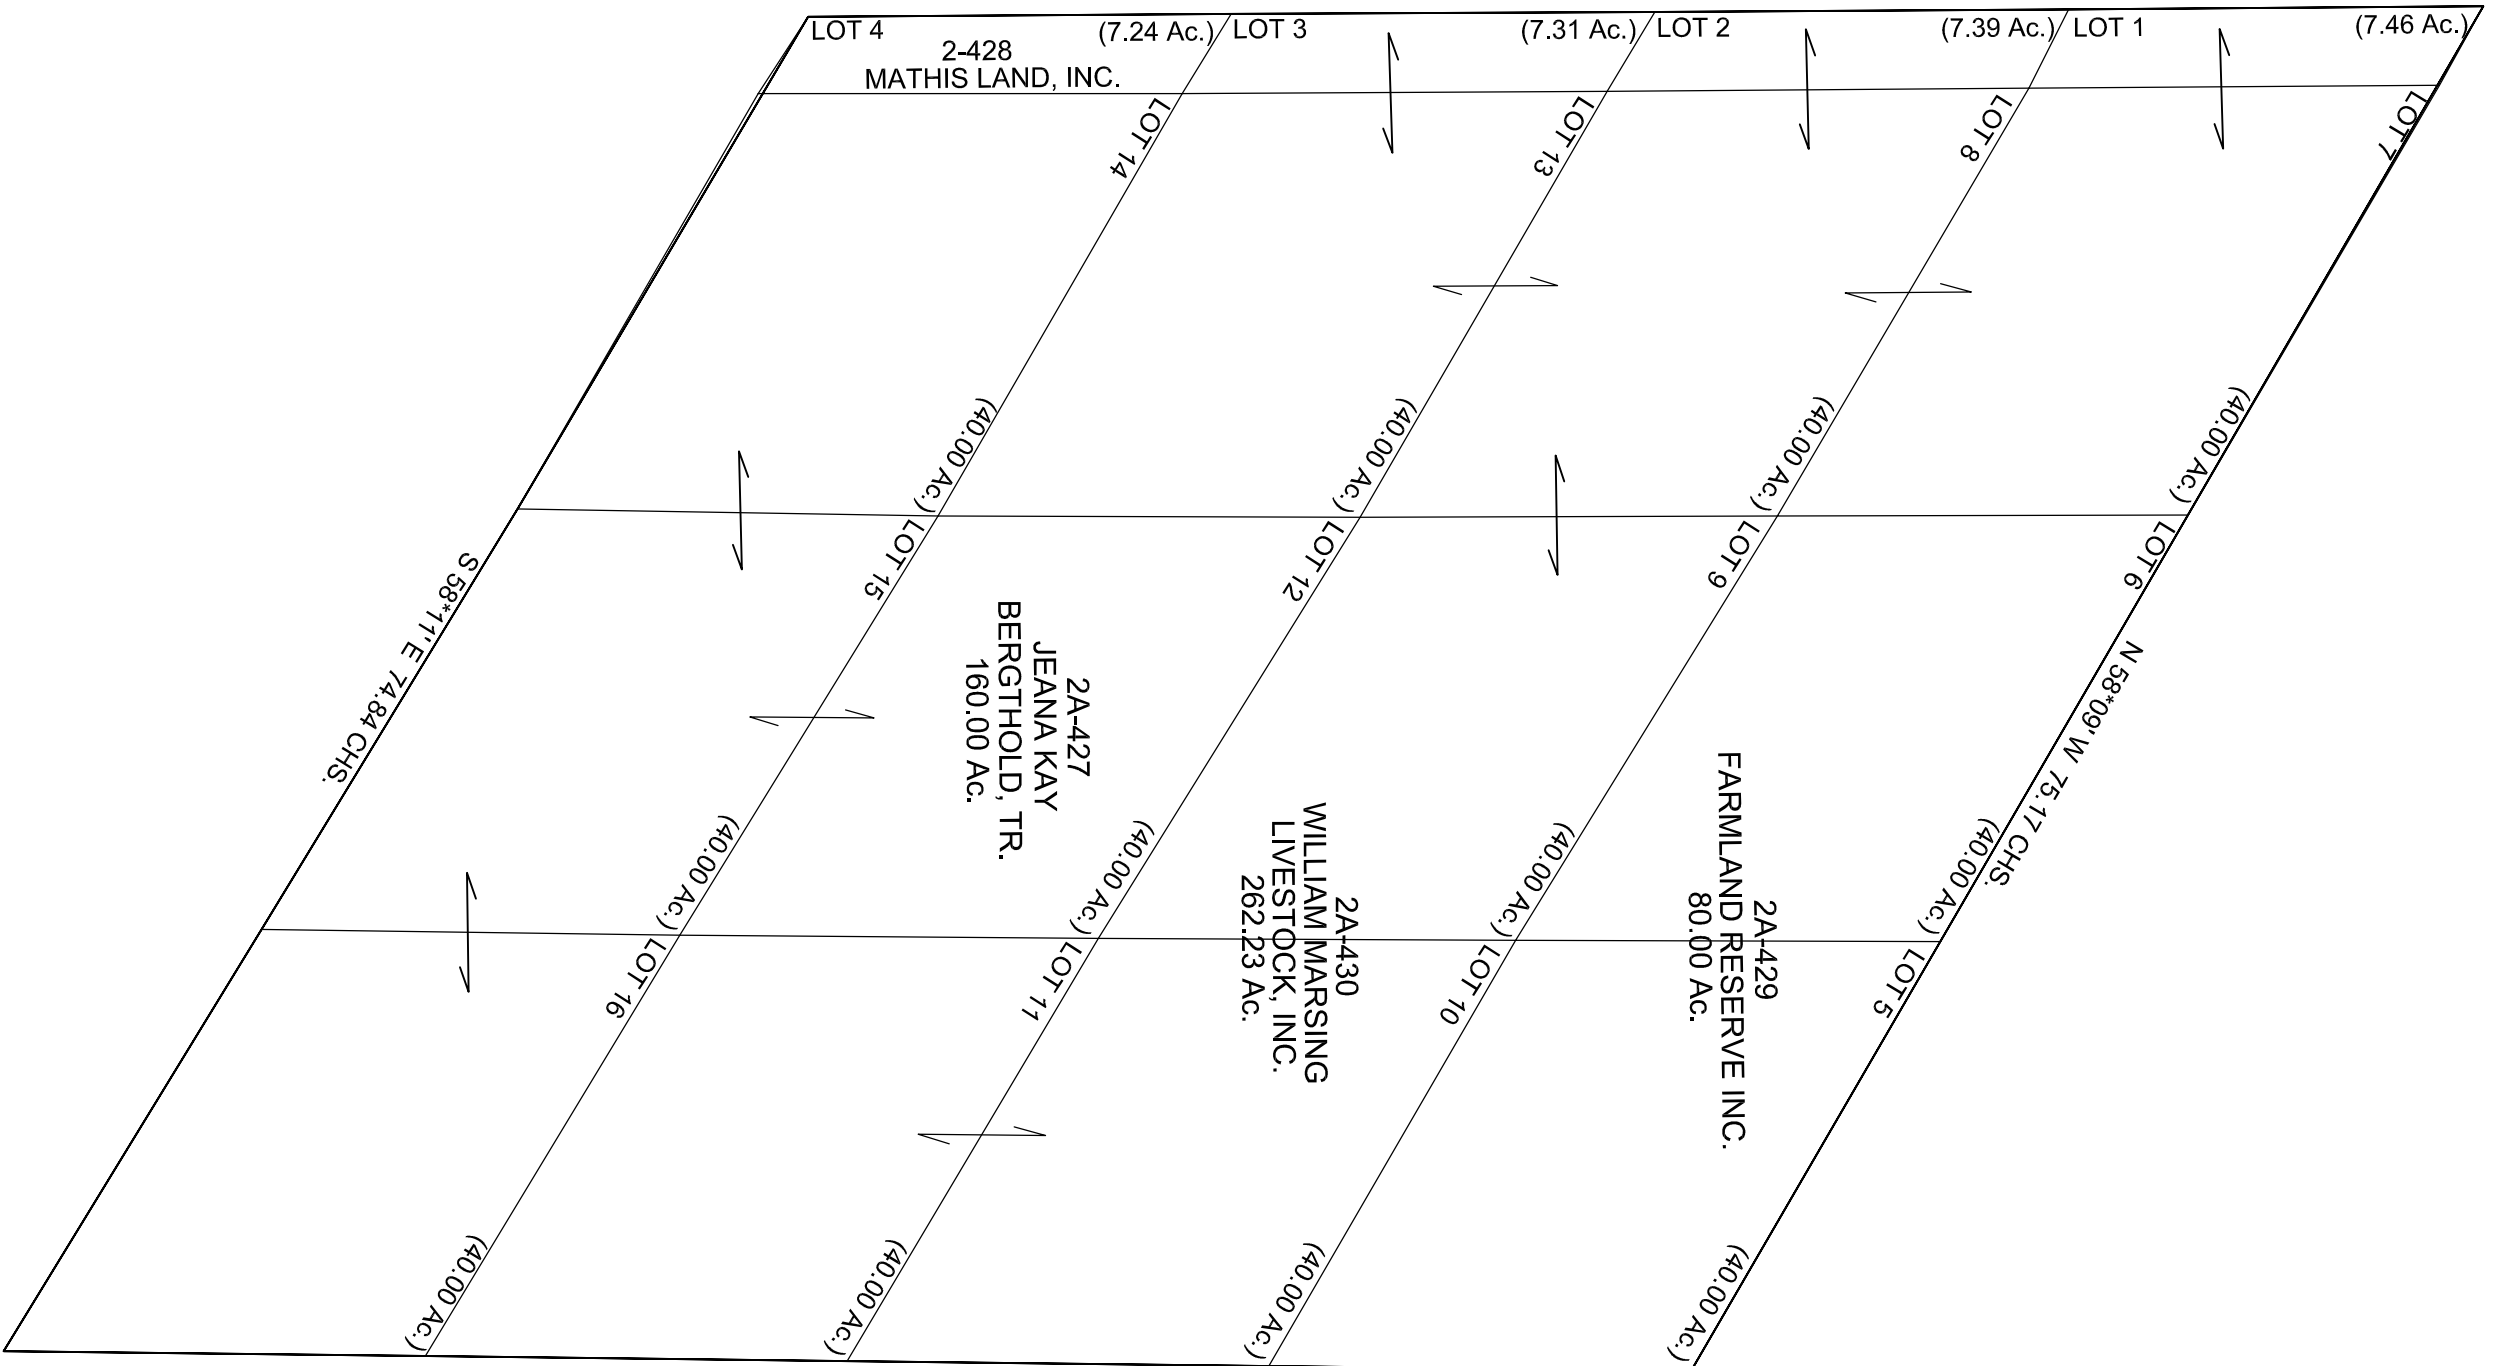 LOT 4
(7.24 Ac.)
2-428
MATHIS LAND, INC.
LOT 3
(7.31 Ac.)
LOT 2
(7.39 Ac.)
LOT 1
(7.46 Ac.)
LOT 14
(40.00 Ac.)
LOT 13
(40.00 Ac.)
LOT 8
(40.00 Ac.)
LOT 7
(40.00 Ac.)
LOT 15
(40.00 Ac.)
LOT 12
(40.00 Ac.)
LOT 9
(40.00 Ac.)
LOT 6
(40.00 Ac.)
S 58*11' E 74.84 CHS.
N 58*09' W 75.17 CHS.
2A-427
JEANA KAY
BERGTHOLD, TR.
160.00 Ac.
2A-430
WILLIAM MARSING
LIVESTOCK, INC.
262.23 Ac.
2A-429
FARMLAND RESERVE INC.
80.00 Ac.
LOT 16
(40.00 Ac.)
LOT 11
(40.00 Ac.)
LOT 10
(40.00 Ac.)
LOT 5
(40.00 Ac.)